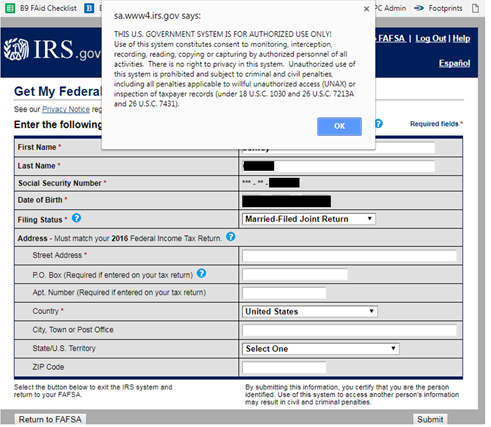 89 FAid Checklist
B
PC Admin
Footprints
sa.www4.irs.gov says:
THIS U.S. GOVERNMENT SYSTEM IS FOR AUTHORIZED USE ONLY!
Use of this system constitutes consent to monitoring, interception,
recording, reading, copying or capturing by authorized personnel of all
activities. There is no right to privacy in this system. Unauthorized use
of this system is prohibited and subject to criminal and civil penalties,
including all penalties applicable to willful unauthorized access (UNAX) or
inspection of taxpayer records (under 18 U.S.C. 1030 and 26 U.S.C. 7213A
and 26 U.S.C. 7431).
OK
IRS.gov
FAFSA | Log Out | Help
Español
Get My Federal
See our Privacy Notice reg
Enter the following
? Required fields *
First Name *
Last Name *
Social Security Number * *** - ** -
Date of Birth *
Filing Status * ? Married-Filed Joint Return
Address - Must match your 2016 Federal Income Tax Return. ?
Street Address *
P.O. Box (Required if entered on your tax return) ?
Apt. Number (Required if entered on your tax return)
Country * United States
City, Town or Post Office
State/U.S. Territory Select One
ZIP Code
Select the button below to exit the IRS system and
return to your FAFSA.
By submitting this information, you certify that you are the person
identified. Use of this system to access another person's information
may result in civil and criminal penalties.
Return to FAFSA
Submit